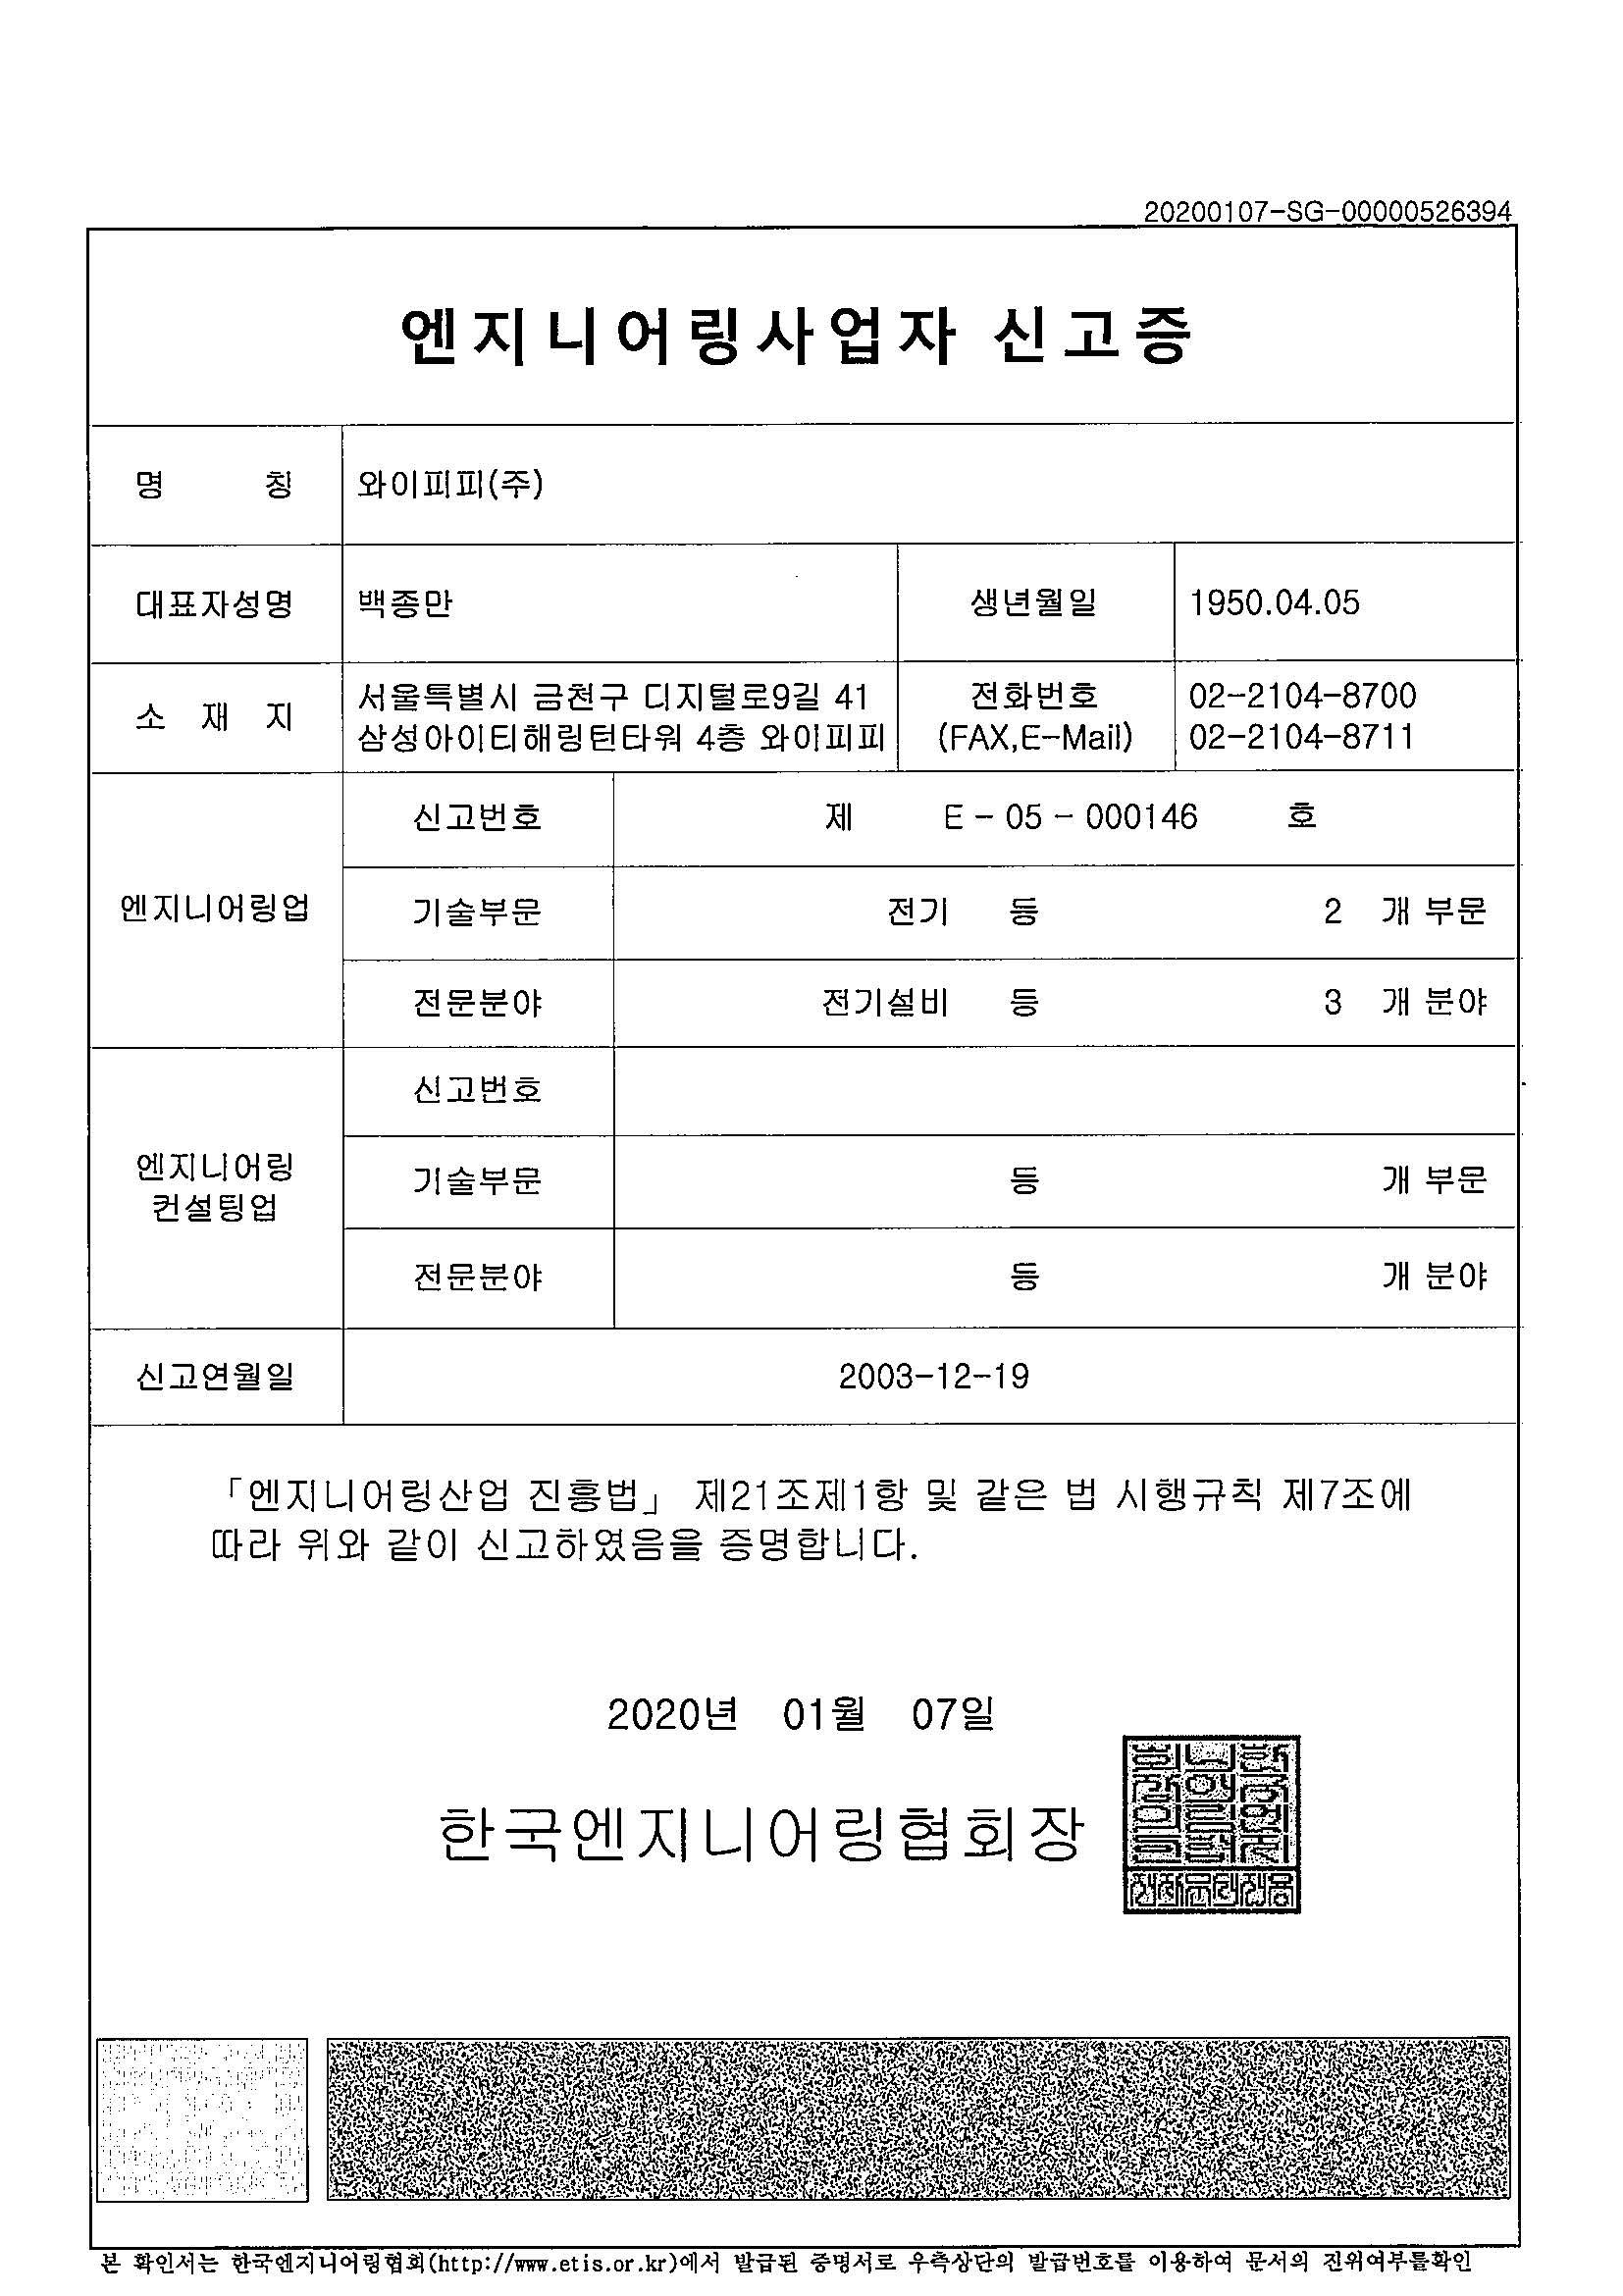 20200107-SG-00000526394
엔지니어링사업자 신고증
명 칭 와이피피(주)
대표자성명 백종만 생년월일 1950.04.05
소 재 지 서울특별시 금천구 디지털로9길 41 전화번호 02-2104-8700
삼성아이티해링턴타워 4층 와이피피 (FAX,E-Mail) 02-2104-8711
엔지니어링업
신고번호 제 E - 05 - 000146 호
기술부문 전기 등 2 개 부문
전문분야 전기설비 등 3 개 분야
엔지니어링
컨설팅업
신고번호
기술부문 등 개 부문
전문분야 등 개 분야
신고연월일 2003-12-19
「엔지니어링산업 진흥법」 제21조제1항 및 같은 법 시행규칙 제7조에
따라 위와 같이 신고하였음을 증명합니다.
2020년 01월 07일
한국엔지니어링협회장
전자문서전용
본 확인서는 한국엔지니어링협회(http://www.etis.or.kr)에서 발급된 증명서로 우측상단의 발급번호를 이용하여 문서의 진위여부를확인